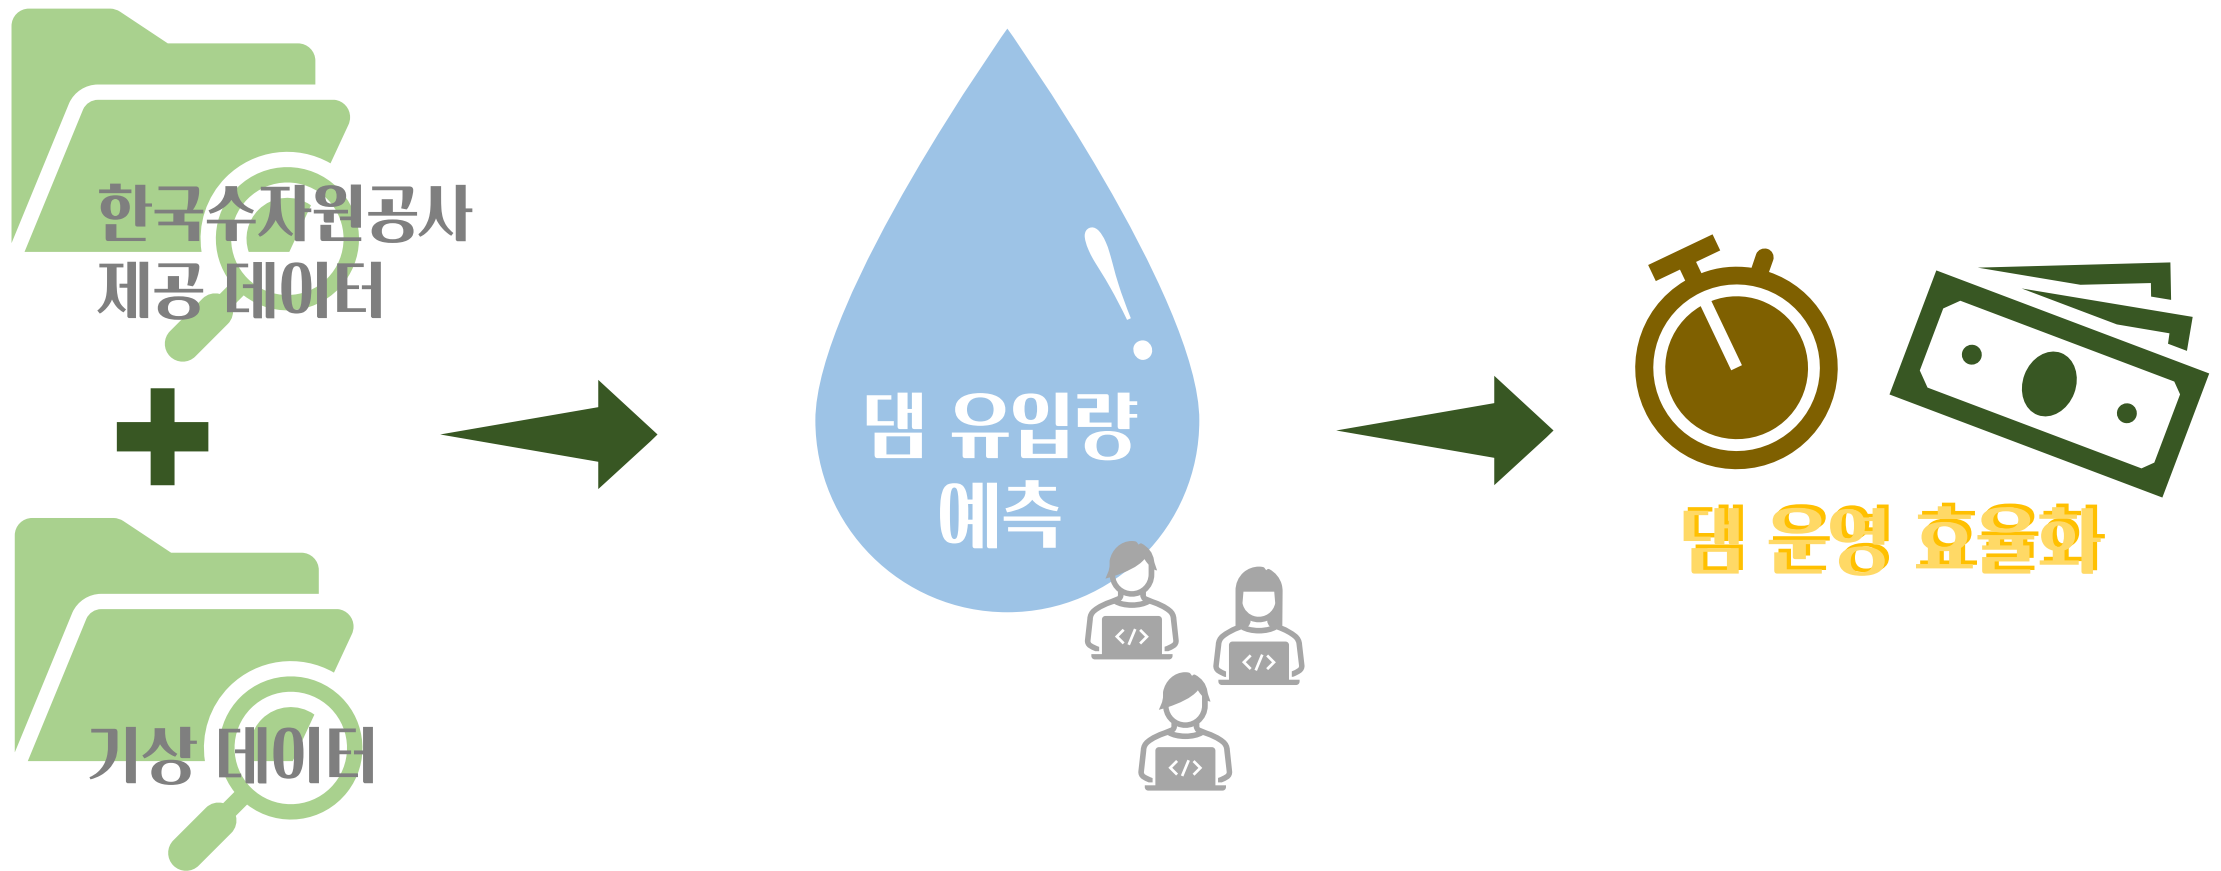 한국수자원공사
제공 데이터
기상 데이터
댐 유입량
예측
</>
</>
</>
댐 운영 효율화